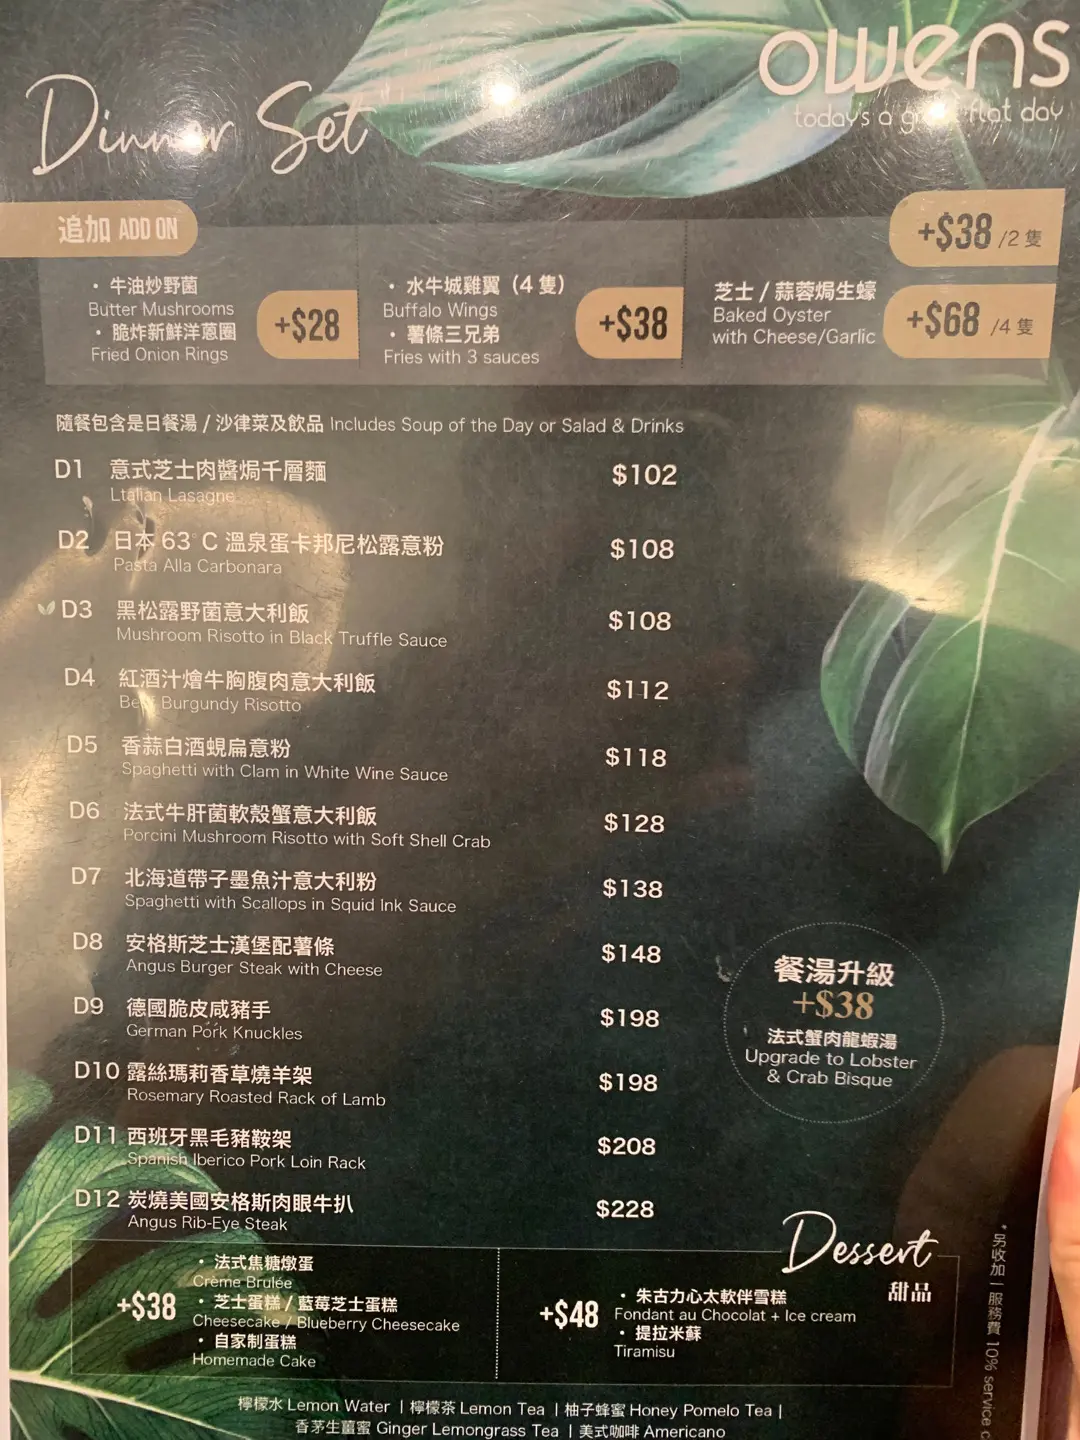 owens
today's a great flat day
Dinner Set
追加 ADD ON
・牛油炒野菌
Butter Mushrooms
・脆炸新鮮洋蔥圈
Fried Onion Rings
+$28
・水牛城雞翼（4 隻）
Buffalo Wings
・薯條三兄弟
Fries with 3 sauces
+$38
芝士 / 蒜蓉焗生蠔
Baked Oyster
with Cheese/Garlic
+$38 /2 隻
+$68 /4 隻
隨餐包含是日餐湯 / 沙律菜及飲品 Includes Soup of the Day or Salad & Drinks
D1 意式芝士肉醬焗千層麵 $102
Ltalian Lasagne
D2 日本 63°C 溫泉蛋卡邦尼松露意粉 $108
Pasta Alla Carbonara
D3 黑松露野菌意大利飯 $108
Mushroom Risotto in Black Truffle Sauce
D4 紅酒汁燴牛胸腹肉意大利飯 $112
Beef Burgundy Risotto
D5 香蒜白酒蜆扁意粉 $118
Spaghetti with Clam in White Wine Sauce
D6 法式牛肝菌軟殼蟹意大利飯 $128
Porcini Mushroom Risotto with Soft Shell Crab
D7 北海道帶子墨魚汁意大利粉 $138
Spaghetti with Scallops in Squid Ink Sauce
D8 安格斯芝士漢堡配薯條 $148
Angus Burger Steak with Cheese
D9 德國脆皮咸豬手 $198
German Pork Knuckles
D10 露絲瑪莉香草燒羊架 $198
Rosemary Roasted Rack of Lamb
D11 西班牙黑毛豬鞍架 $208
Spanish Iberico Pork Loin Rack
D12 炭燒美國安格斯肉眼牛扒 $228
Angus Rib-Eye Steak
餐湯升級
+$38
法式蟹肉龍蝦湯
Upgrade to Lobster
& Crab Bisque
Dessert
甜品
+$38
・法式焦糖燉蛋
Crème Brulée
・芝士蛋糕 / 藍莓芝士蛋糕
Cheesecake / Blueberry Cheesecake
・自家制蛋糕
Homemade Cake
+$48
・朱古力心太軟伴雪糕
Fondant au Chocolat + Ice cream
・提拉米蘇
Tiramisu
檸檬水 Lemon Water | 檸檬茶 Lemon Tea | 柚子蜂蜜 Honey Pomelo Tea |
香茅生薑蜜 Ginger Lemongrass Tea | 美式咖啡 Americano
*另收加一服務費 10% service